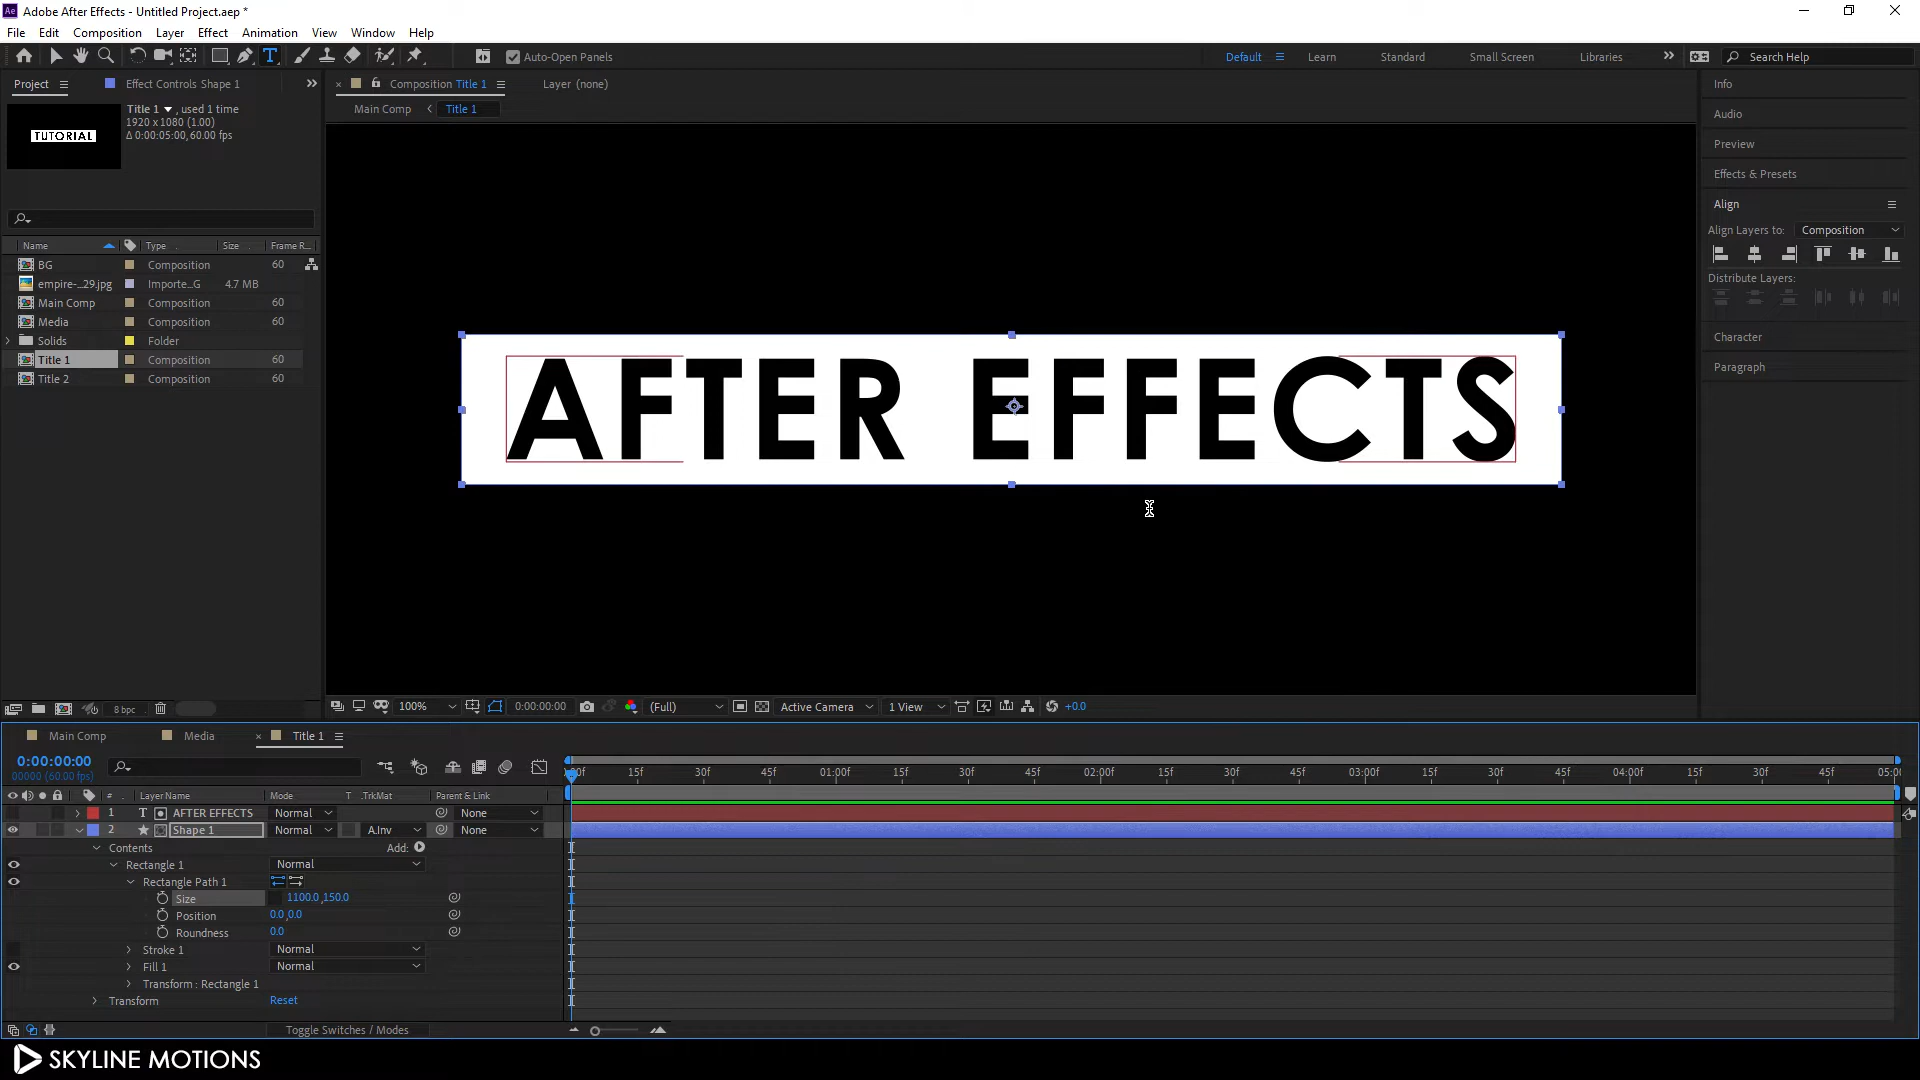 Ae Adobe After Effects - Untitled Project.aep *
File Edit Composition Layer Effect Animation View Window Help
Auto-Open Panels
Default Learn Standard Small Screen Libraries Search Help
Project Effect Controls Shape 1
Composition Title 1 Layer (none)
Main Comp Title 1
TUTORIAL
Title 1 , used 1 time
1920 x 1080 (1.00)
Δ 0:00:05:00, 60.00 fps
Name Type Size Frame R...
BG Composition 60
empire-...29.jpg Importe...G 4.7 MB
Main Comp Composition 60
Media Composition 60
Solids Folder
Title 1 Composition 60
Title 2 Composition 60
8 bpc
AFTER EFFECTS
100% 0:00:00:00 (Full) Active Camera 1 View +0.0
Info
Audio
Preview
Effects & Presets
Align
Align Layers to: Composition
Distribute Layers:
Character
Paragraph
Main Comp Media Title 1
0:00:00:00
00000 (60.00 fps)
:00f 15f 30f 45f 01:00f 15f 30f 45f 02:00f 15f 30f 45f 03:00f 15f 30f 45f 04:00f 15f 30f 45f 05:00
# Layer Name Mode T .TrkMat Parent & Link
1 T AFTER EFFECTS Normal None
2 Shape 1 Normal A.Inv None
Contents Add:
Rectangle 1 Normal
Rectangle Path 1
Size 1100.0,150.0
Position 0.0,0.0
Roundness 0.0
Stroke 1 Normal
Fill 1 Normal
Transform : Rectangle 1
Transform Reset
Toggle Switches / Modes
SKYLINE MOTIONS